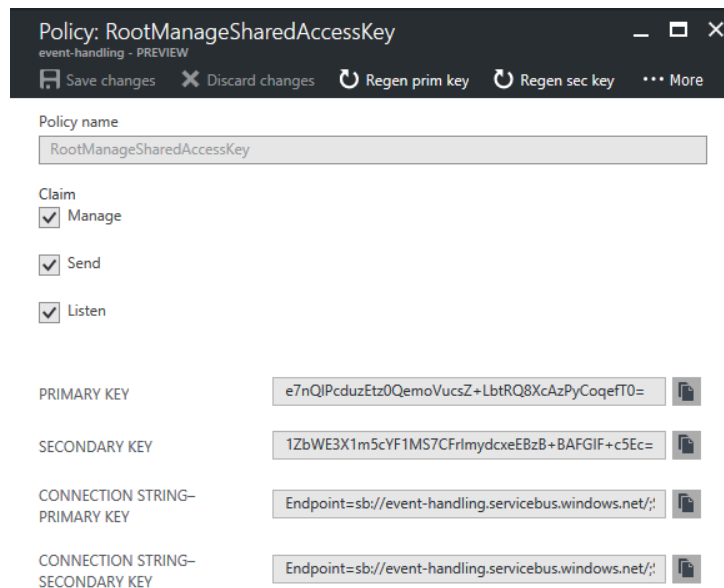 Policy: RootManageSharedAccessKey
event-handling - PREVIEW
Save changes Discard changes Regen prim key Regen sec key ··· More
Policy name
RootManageSharedAccessKey
Claim
Manage
Send
Listen
PRIMARY KEY e7nQIPcduzEtz0QemoVucsZ+LbtRQ8XcAzPyCoqefT0=
SECONDARY KEY 1ZbWE3X1m5cYF1MS7CFrImydcxeEBzB+BAFGIF+c5Ec=
CONNECTION STRING–
PRIMARY KEY
Endpoint=sb://event-handling.servicebus.windows.net/;
CONNECTION STRING–
SECONDARY KEY
Endpoint=sb://event-handling.servicebus.windows.net/;